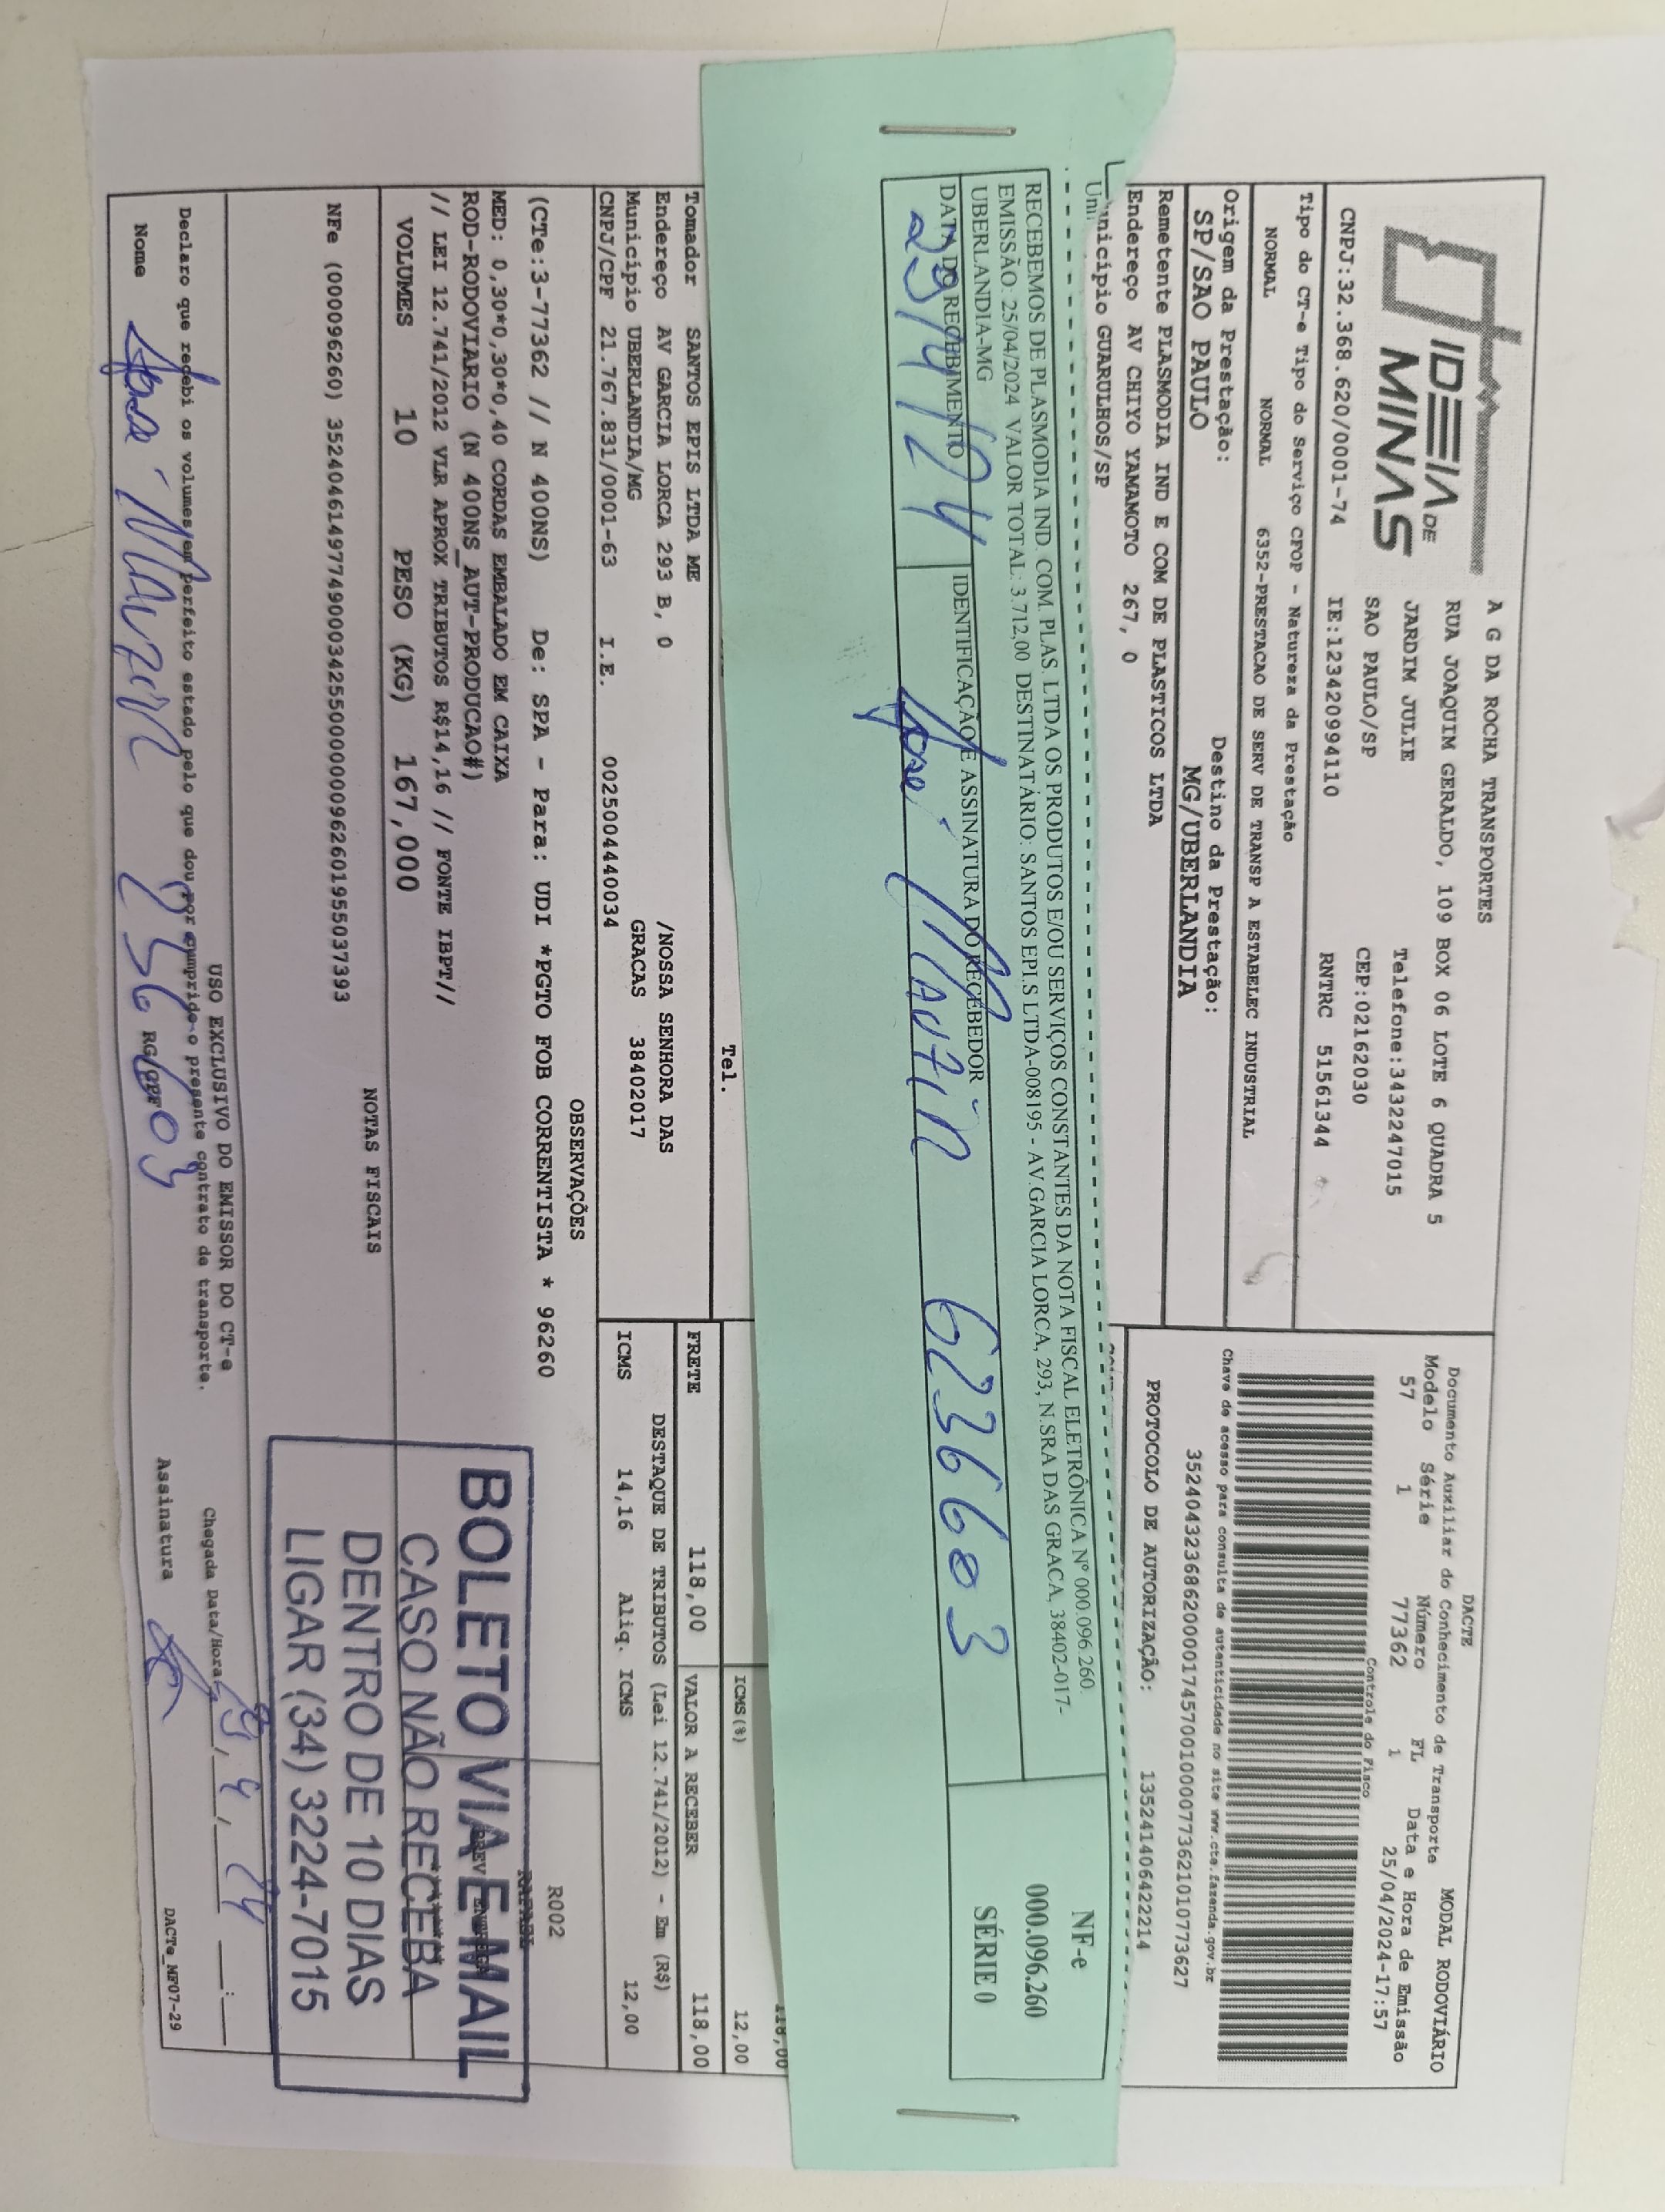 IDEIA DE
MINAS
A G DA ROCHA TRANSPORTES
RUA JOAQUIM GERALDO, 109 BOX 06 LOTE 6 QUADRA 5
JARDIM JULIE Telefone:3432247015
SAO PAULO/SP CEP:02162030
CNPJ:32.368.620/0001-74 IE:123420994110 RNTRC 51561344
Tipo do CT-e Tipo do Serviço CFOP - Natureza da Prestação
NORMAL NORMAL 6352-PRESTACAO DE SERV DE TRANSP A ESTABELEC INDUSTRIAL
Origem da Prestação: Destino da Prestação:
SP/SAO PAULO MG/UBERLANDIA
Remetente PLASMODIA IND E COM DE PLASTICOS LTDA
Endereço AV CHIYO YAMAMOTO 267, 0
Município GUARULHOS/SP
DACTE MODAL RODOVIÁRIO
Documento Auxiliar do Conhecimento de Transporte
Modelo Série Número FL Data e Hora de Emissão
57 1 77362 1 25/04/2024-17:57
Controle do Fisco
Chave de acesso para consulta de autenticidade no site www.cte.fazenda.gov.br
35240432368620000174570010000773621010773627
PROTOCOLO DE AUTORIZAÇÃO: 135241406422214
RECEBEMOS DE PLASMODIA IND. COM. PLAS. LTDA OS PRODUTOS E/OU SERVIÇOS CONSTANTES DA NOTA FISCAL ELETRÔNICA Nº 000.096.260.
EMISSÃO: 25/04/2024 VALOR TOTAL: 3.712,00 DESTINATÁRIO: SANTOS EPI,S LTDA-008195 - AV.GARCIA LORCA, 293, N.SRA DAS GRACA, 38402-017-
UBERLANDIA-MG
NF-e
000.096.260
SÉRIE 0
DATA DO RECEBIMENTO IDENTIFICAÇÃO E ASSINATURA DO RECEBEDOR
29/4/24 José Martin 6236603
118,00
ICMS(%) 12,00
Tel.
Tomador SANTOS EPIS LTDA ME
Endereço AV GARCIA LORCA 293 B, 0 /NOSSA SENHORA DAS
Município UBERLANDIA/MG GRACAS 38402017
CNPJ/CPF 21.767.831/0001-63 I.E. 0025004440034
FRETE 118,00 VALOR A RECEBER 118,00
DESTAQUE DE TRIBUTOS (Lei 12.741/2012) - Em (R$)
ICMS 14,16 Aliq. ICMS 12,00
OBSERVAÇÕES
(CTe:3-77362 // N 400NS) De: SPA - Para: UDI *PGTO FOB CORRENTISTA * 96260
MED: 0,30*0,30*0,40 CORDAS EMBALADO EM CAIXA
ROD-RODOVIARIO (N 400NS_AUT-PRODUCAO#)
// LEI 12.741/2012 VLR APROX TRIBUTOS R$14,16 // FONTE IBPT//
R002
VOLUMES 10 PESO (KG) 167,000
NOTAS FISCAIS
NFe (000096260) 35240461497749000342550000000962601955037393
BOLETO VIA E-MAIL
CASO NÃO RECEBA
DENTRO DE 10 DIAS
LIGAR (34) 3224-7015
USO EXCLUSIVO DO EMISSOR DO CT-e
Declaro que recebi os volumes em perfeito estado pelo que dou por cumprido o presente contrato de transporte.
Chegada Data/Hora 29/4/24 __:__
Nome José Martin RG/CPF Assinatura
DACTe_MF07-29